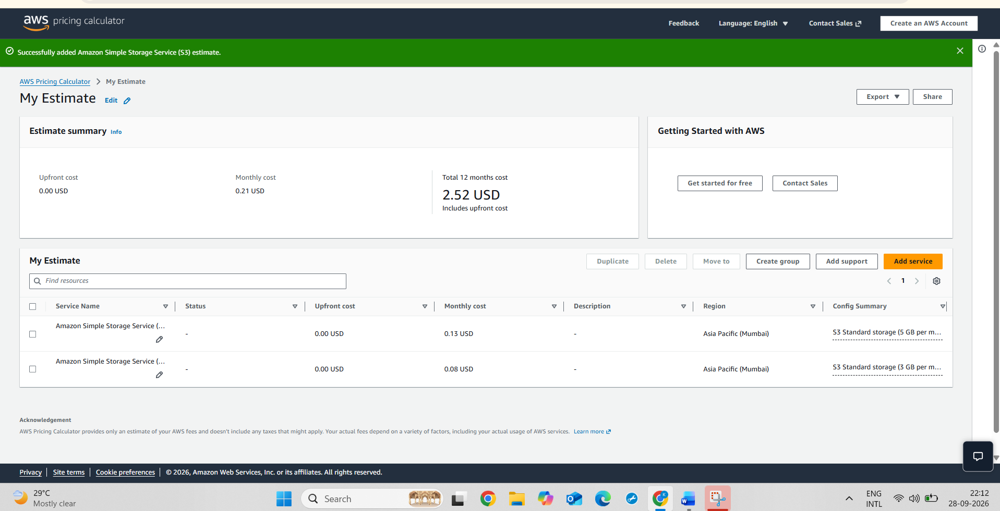 aws pricing calculator
Feedback
Language: English
Contact Sales
Create an AWS Account
Successfully added Amazon Simple Storage Service (S3) estimate.
AWS Pricing Calculator
My Estimate
My Estimate
Edit
Export
Share
Estimate summary
Info
Getting Started with AWS
Upfront cost
0.00 USD
Monthly cost
0.21 USD
Total 12 months cost
2.52 USD
Includes upfront cost
Get started for free
Contact Sales
My Estimate
Duplicate
Delete
Move to
Create group
Add support
Add service
Find resources
1
Service Name
Status
Upfront cost
Monthly cost
Description
Region
Config Summary
Amazon Simple Storage Service (...
-
0.00 USD
0.13 USD
-
Asia Pacific (Mumbai)
S3 Standard storage (5 GB per m...
Amazon Simple Storage Service (...
-
0.00 USD
0.08 USD
-
Asia Pacific (Mumbai)
S3 Standard storage (3 GB per m...
Acknowledgement
AWS Pricing Calculator provides only an estimate of your AWS fees and doesn't include any taxes that might apply. Your actual fees depend on a variety of factors, including your actual usage of AWS services. Learn more
Privacy
Site terms
Cookie preferences
© 2026, Amazon Web Services, Inc. or its affiliates. All rights reserved.
29°C
Mostly clear
Search
K
W
ENG
INTL
22:12
28-09-2026